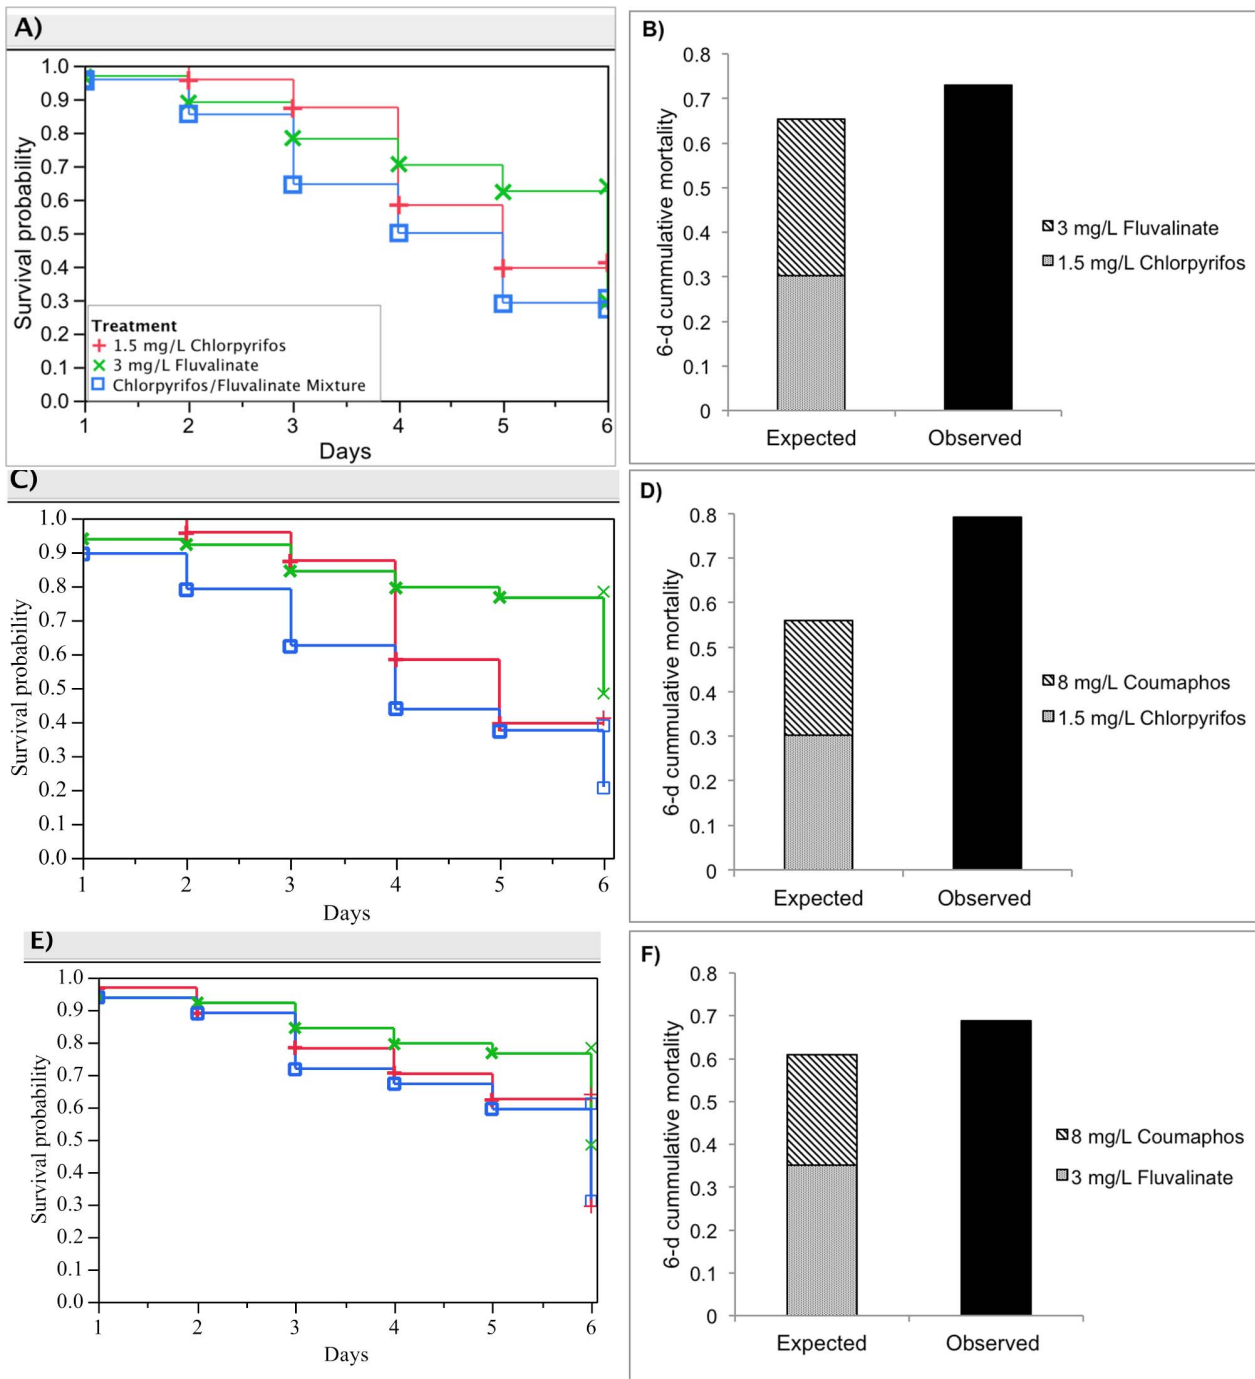 A)
1.0
0.9
0.8
0.7
0.6
0.5
0.4
0.3
0.2
0.1
0.0
Survival probability
Treatment
1.5 mg/L Chlorpyrifos
3 mg/L Fluvalinate
Chlorpyrifos/Fluvalinate Mixture
1 2 3 4 5 6
Days
B)
0.8
0.7
0.6
0.5
0.4
0.3
0.2
0.1
0
6-d cummulative mortality
Expected Observed
3 mg/L Fluvalinate
1.5 mg/L Chlorpyrifos
C)
1.0
0.9
0.8
0.7
0.6
0.5
0.4
0.3
0.2
0.1
0.0
Survival probability
1 2 3 4 5 6
Days
D)
0.8
0.7
0.6
0.5
0.4
0.3
0.2
0.1
0
6-d cummulative mortality
Expected Observed
8 mg/L Coumaphos
1.5 mg/L Chlorpyrifos
E)
1.0
0.9
0.8
0.7
0.6
0.5
0.4
0.3
0.2
0.1
0.0
Survival probability
1 2 3 4 5 6
Days
F)
0.8
0.7
0.6
0.5
0.4
0.3
0.2
0.1
0
6-d cummulative mortality
Expected Observed
8 mg/L Coumaphos
3 mg/L Fluvalinate